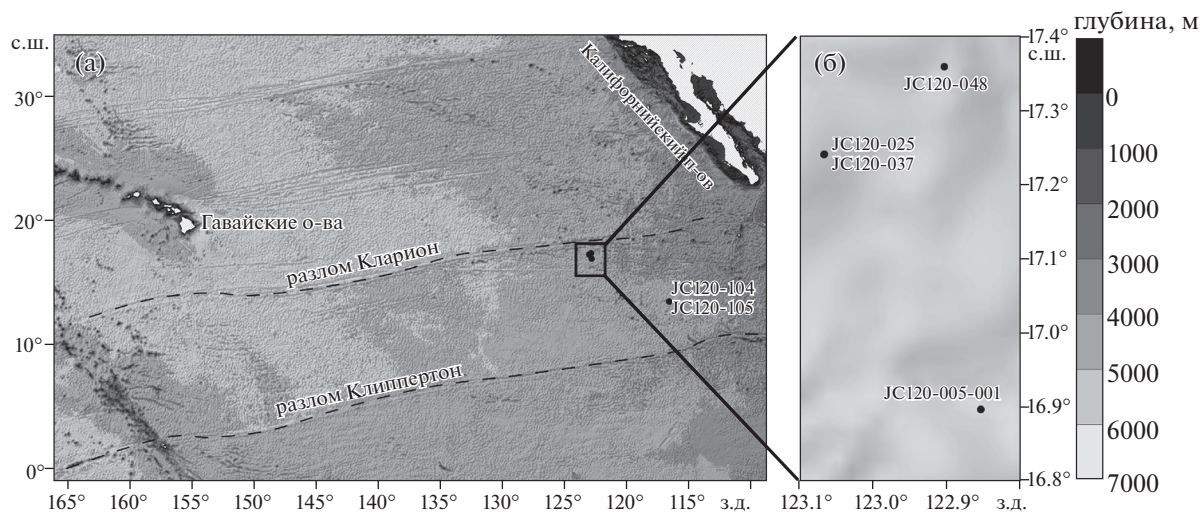 глубина, м
с.ш.
(а)
30°
20°
10°
0°
Калифорнийский п-ов
Гавайские о-ва
разлом Кларион
разлом Клиппертон
JC120-104
JC120-105
165° 160° 155° 150° 145° 140° 135° 130° 125° 120° 115° з.д.
(б)
JC120-048
JC120-025
JC120-037
JC120-005-001
17.4°
с.ш.
17.3°
17.2°
17.1°
17.0°
16.9°
16.8°
123.1° 123.0° 122.9° з.д.
0
1000
2000
3000
4000
5000
6000
7000